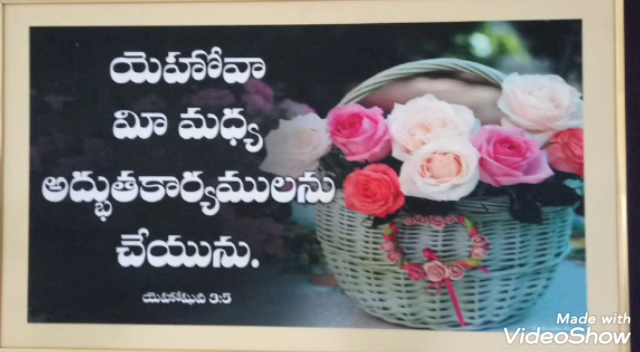 యెహోవా
మీ మధ్య
అద్భుతకార్యములను
చేయును.
యెహోషువ 3:5
Made with
VideoShow